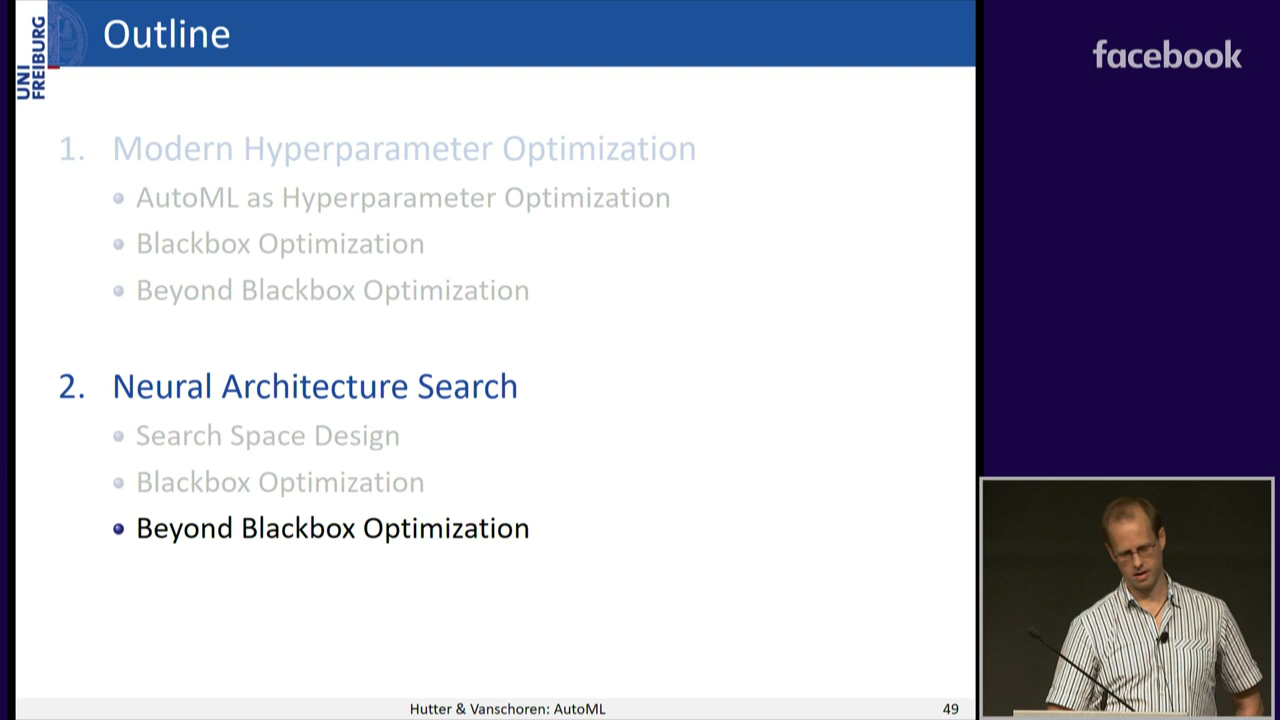 UNI
FREIBURG
Outline
facebook
1. Modern Hyperparameter Optimization
• AutoML as Hyperparameter Optimization
• Blackbox Optimization
• Beyond Blackbox Optimization
2. Neural Architecture Search
• Search Space Design
• Blackbox Optimization
• Beyond Blackbox Optimization
Hutter & Vanschoren: AutoML
49